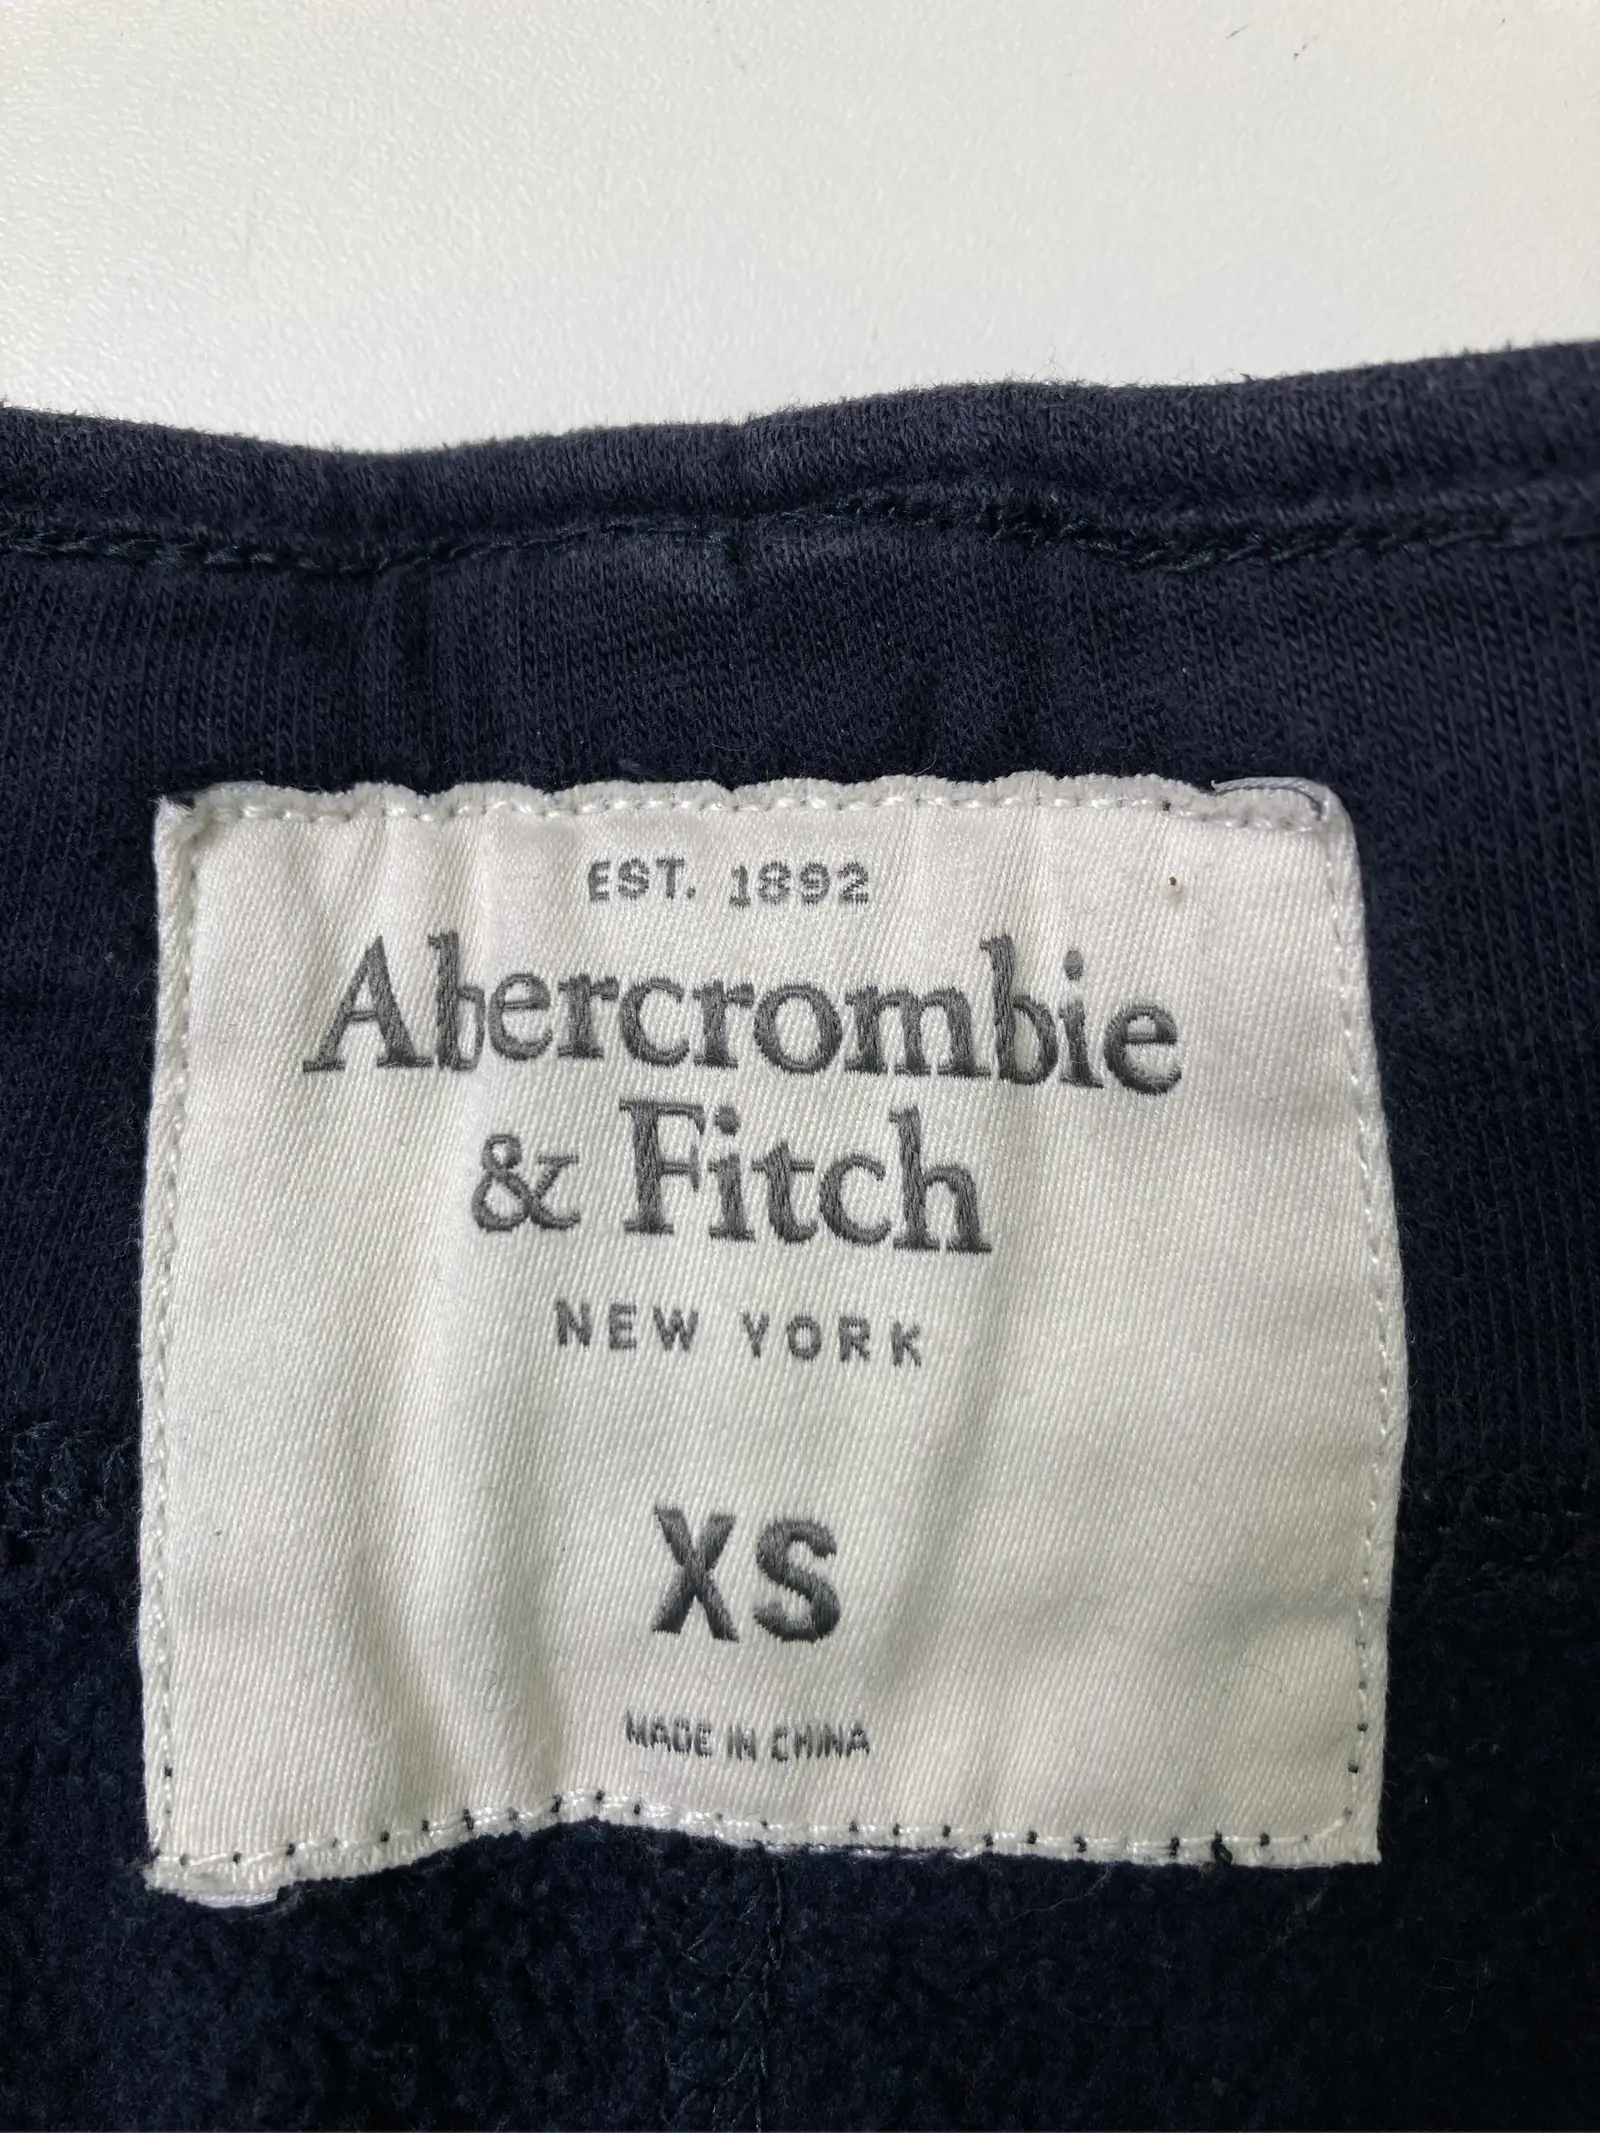 EST. 1892
Abercrombie
& Fitch
NEW YORK
XS
MADE IN CHINA